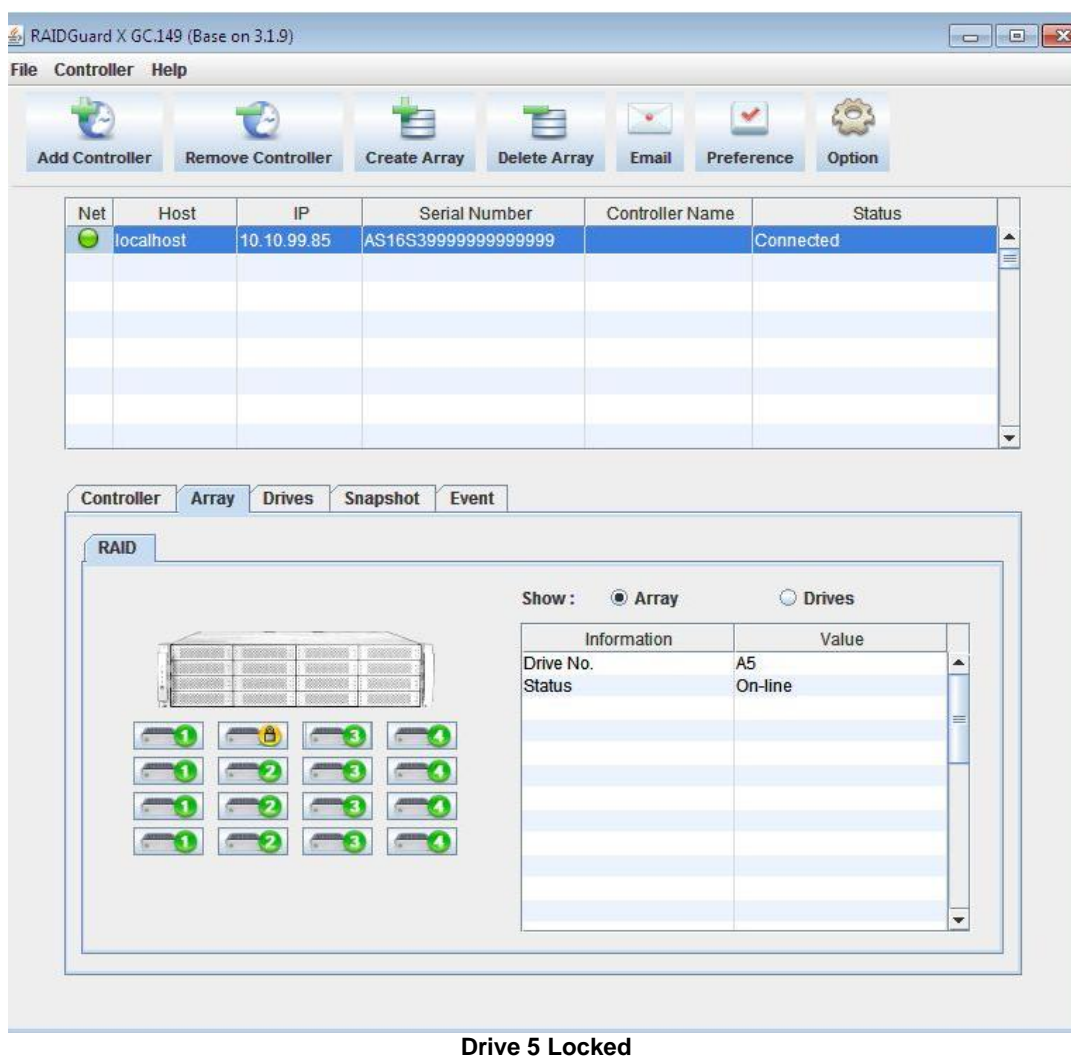 RAIDGuard X GC.149 (Base on 3.1.9)
File Controller Help
Add Controller Remove Controller Create Array Delete Array Email Preference Option
Net Host IP Serial Number Controller Name Status
localhost 10.10.99.85 AS16S39999999999999 Connected
Controller Array Drives Snapshot Event
RAID
Show : Array Drives
Information Value
Drive No. A5
Status On-line
1 3 4
1 2 3 4
1 2 3 4
1 2 3 4
Drive 5 Locked